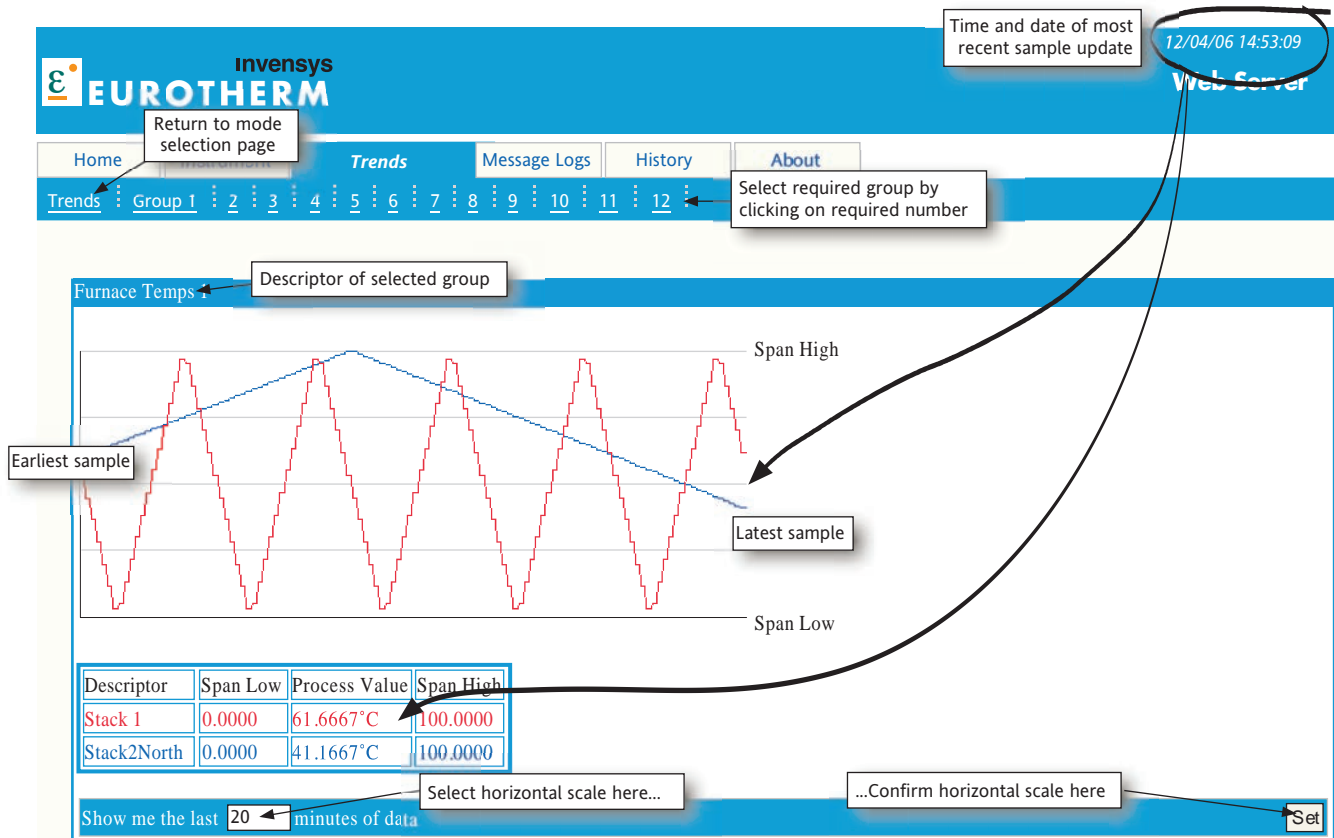 Time and date of most
recent sample update
12/04/06 14:53:09
Web Server
invensys
EUROTHERM
Return to mode
selection page
Home
Instrument
Trends
Message Logs
History
About
Trends Group 1 2 3 4 5 6 7 8 9 10 11 12
Select required group by
clicking on required number
Furnace Temps 1
Descriptor of selected group
Span High
Earliest sample
Latest sample
Span Low
Descriptor Span Low Process Value Span High
Stack 1 0.0000 61.6667°C 100.0000
Stack2North 0.0000 41.1667°C 100.0000
Select horizontal scale here...
...Confirm horizontal scale here
Show me the last 20 minutes of data
Set